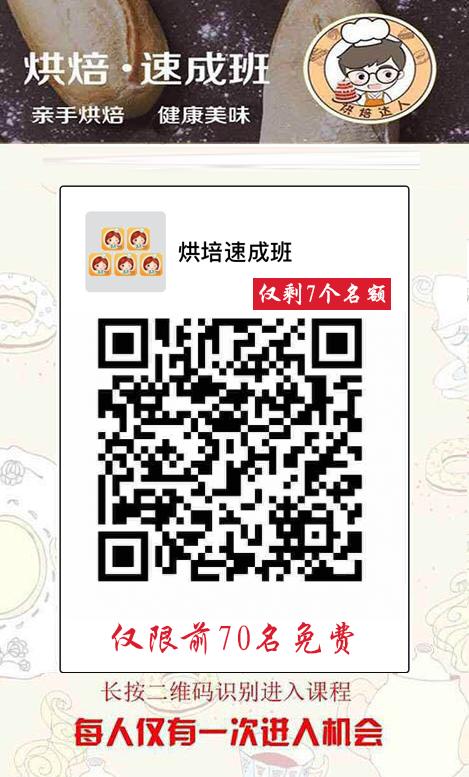 烘焙·速成班
亲手烘焙 健康美味
烘焙达人
烘培速成班
仅剩7个名额
仅限前70名免费
长按二维码识别进入课程
每人仅有一次进入机会